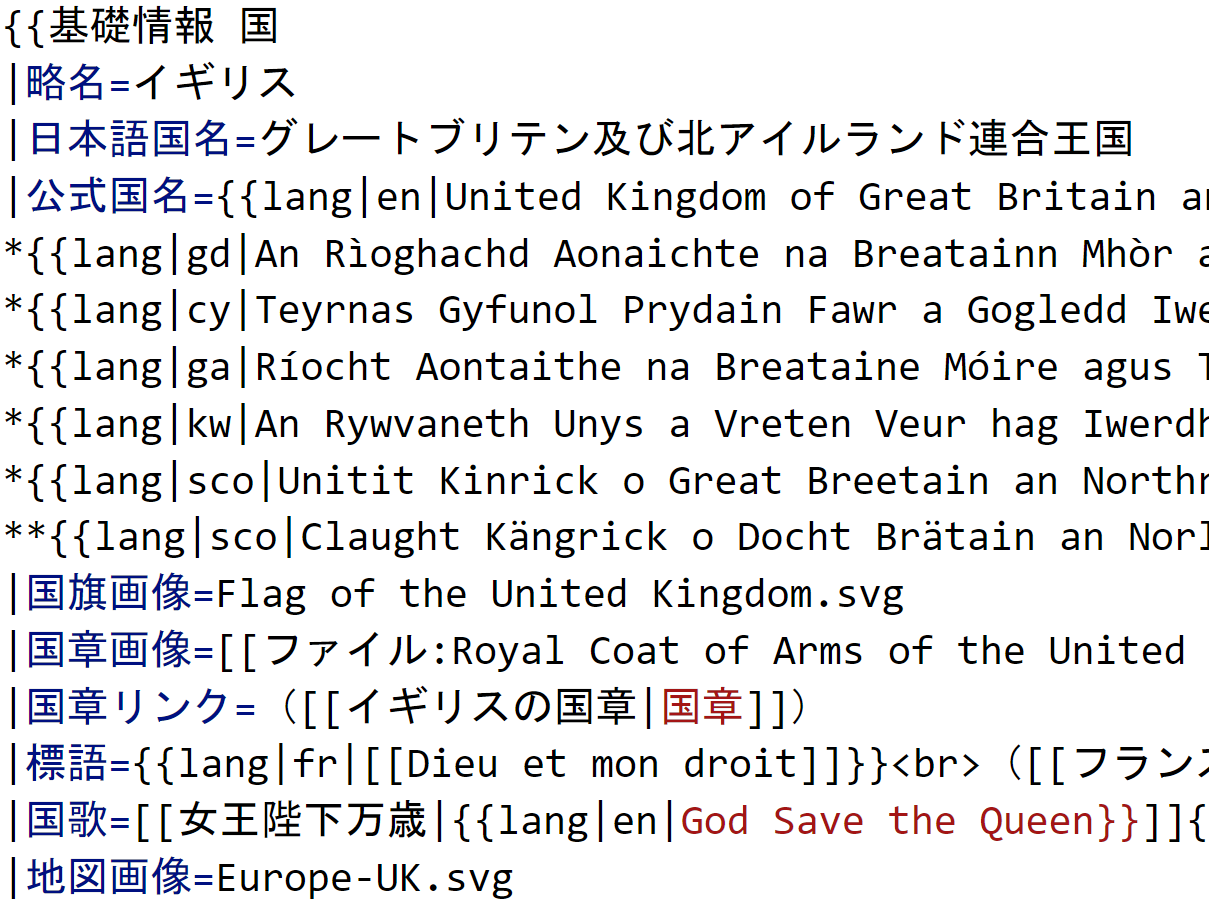 {{基礎情報 国
|略名=イギリス
|日本語国名=グレートブリテン及び北アイルランド連合王国
|公式国名={{lang|en|United Kingdom of Great Britain
*{{lang|gd|An Rìoghachd Aonaichte na Breatainn Mhòr
*{{lang|cy|Teyrnas Gyfunol Prydain Fawr a Gogledd
*{{lang|ga|Ríocht Aontaithe na Breataine Móire agus
*{{lang|kw|An Rywvaneth Unys a Vreten Veur hag
*{{lang|sco|Unitit Kinrick o Great Breetain an
**{{lang|sco|Claught Kängrick o Docht Brätain an
|国旗画像=Flag of the United Kingdom.svg
|国章画像=[[ファイル:Royal Coat of Arms of the United
|国章リンク=（[[イギリスの国章|国章]]）
|標語={{lang|fr|[[Dieu et mon droit]]}}<br>（[[フラン
|国歌=[[女王陛下万歳|{{lang|en|God Save the Queen}}]]{
|地図画像=Europe-UK.svg